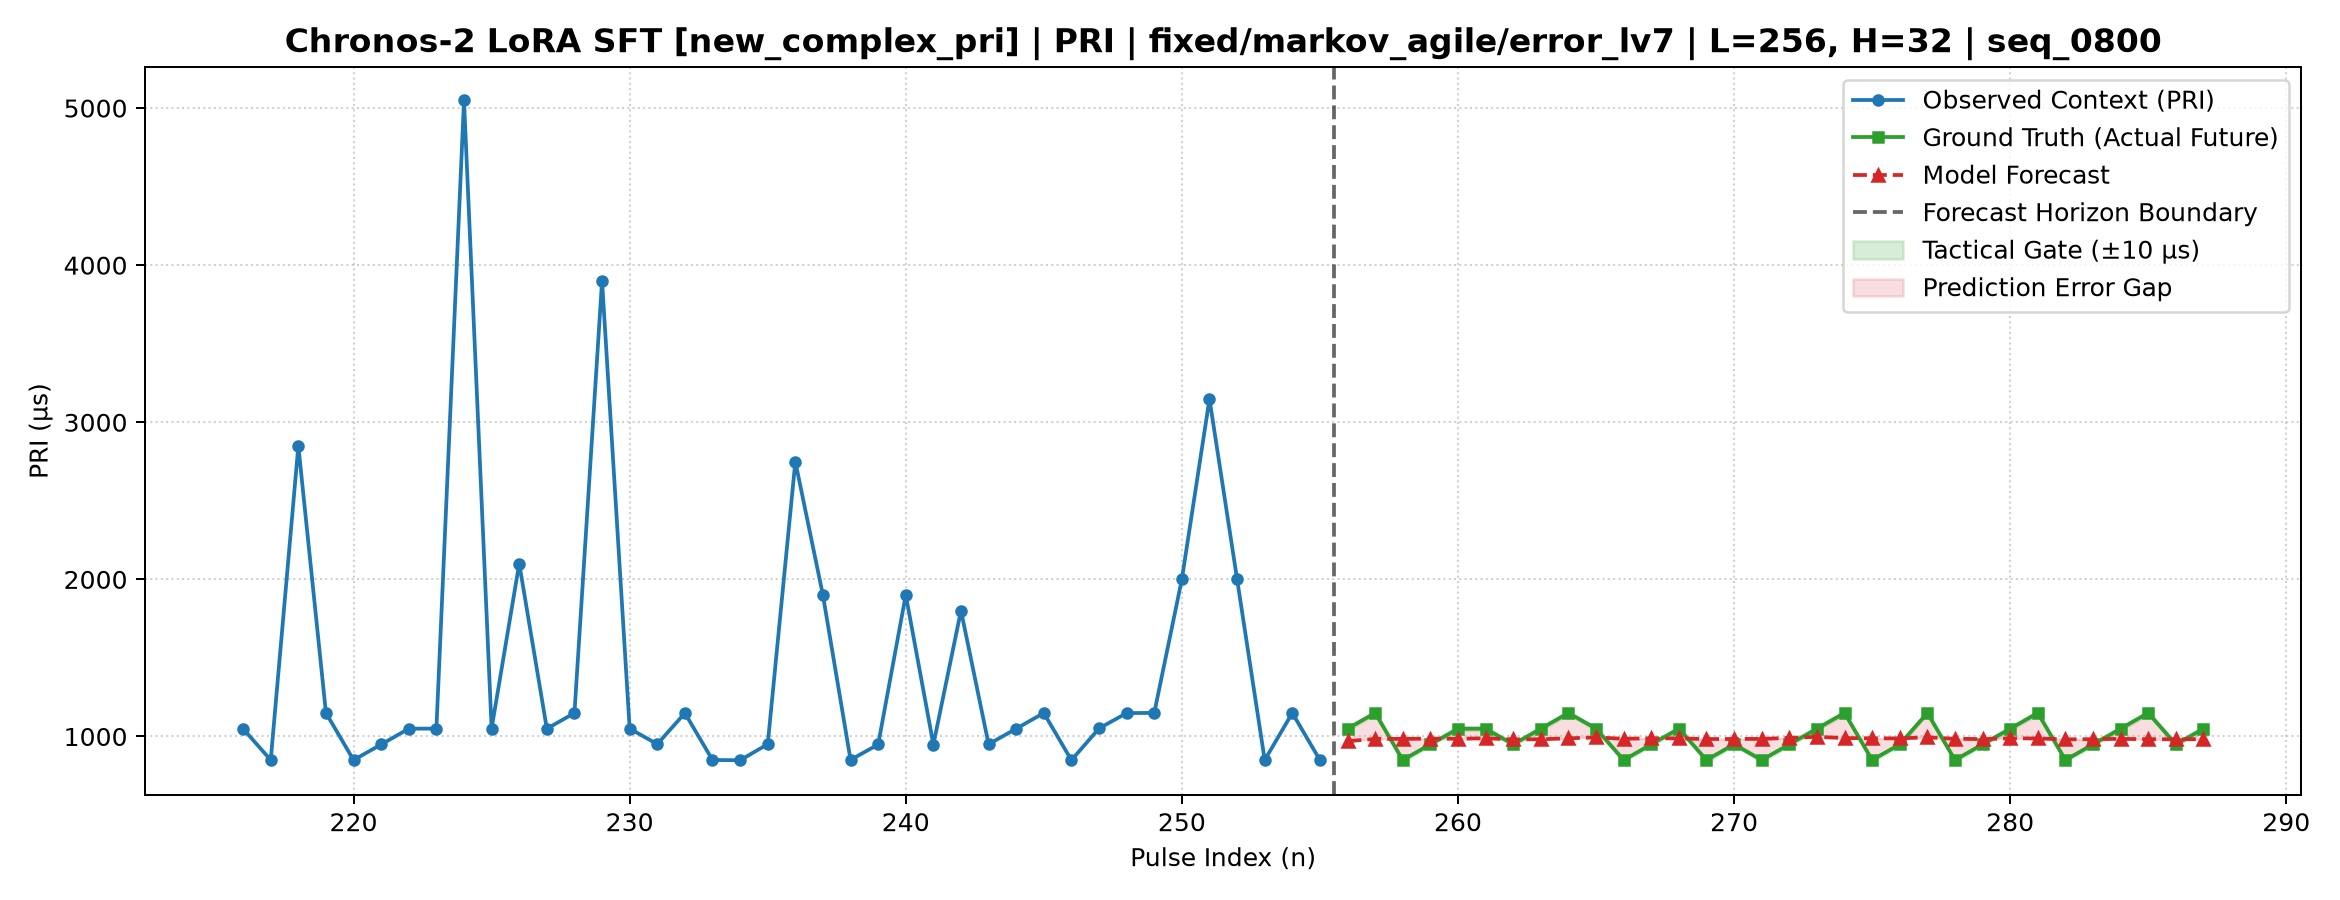 Chronos-2 LoRA SFT [new_complex_pri] | PRI | fixed/markov_agile/error_lv7 | L=256, H=32 | seq_0800
Observed Context (PRI)
Ground Truth (Actual Future)
Model Forecast
Forecast Horizon Boundary
Tactical Gate (±10 μs)
Prediction Error Gap
PRI (μs)
5000
4000
3000
2000
1000
220
230
240
250
260
270
280
290
Pulse Index (n)